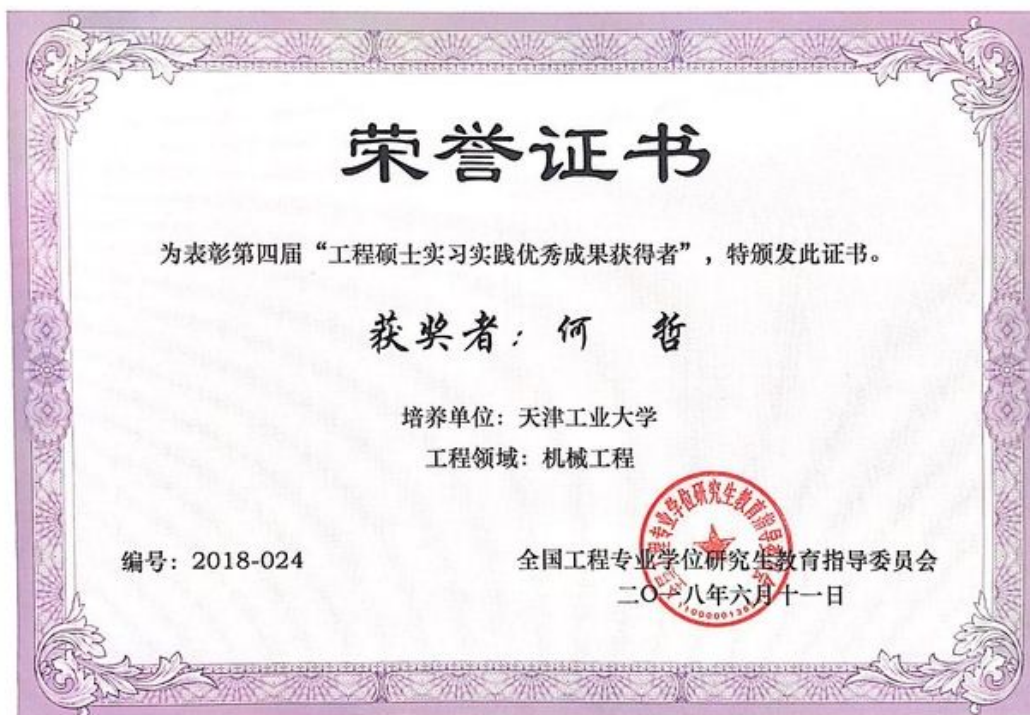 荣誉证书
为表彰第四届“工程硕士实习实践优秀成果获得者”，特颁发此证书。
获奖者：何 哲
培养单位：天津工业大学
工程领域：机械工程
编号：2018-024
全国工程专业学位研究生教育指导委员会
二〇一八年六月十一日